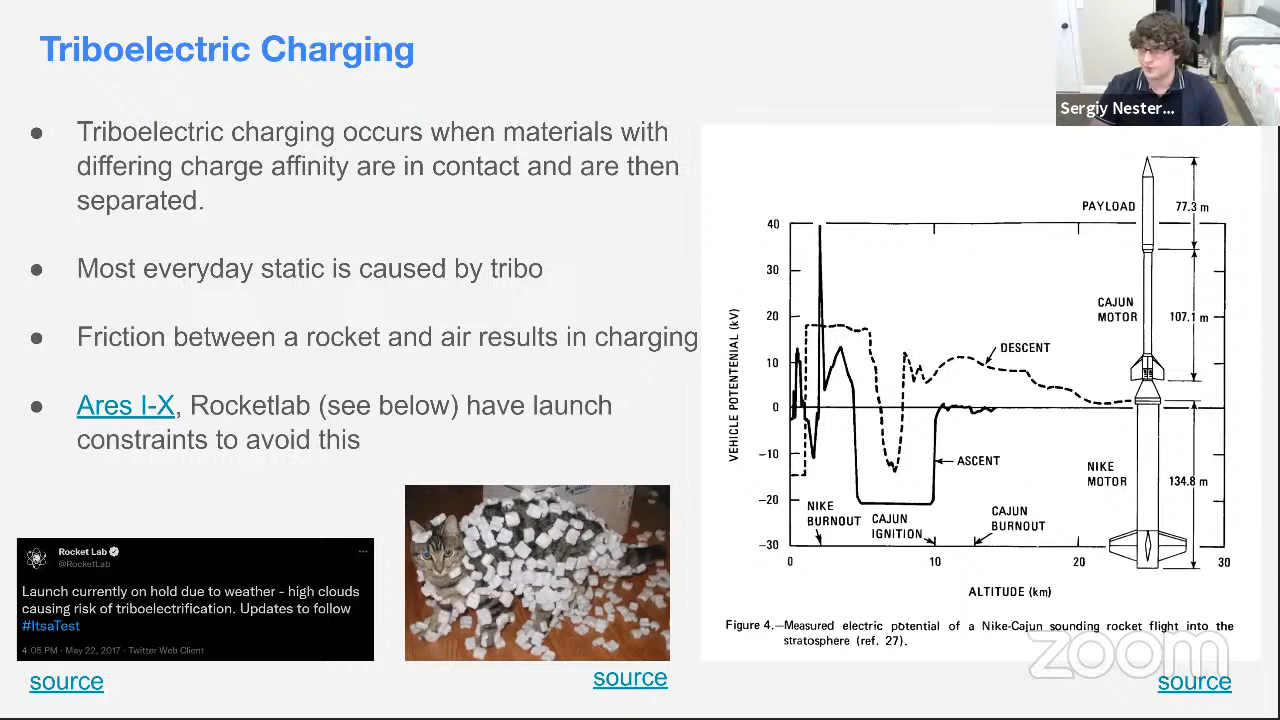 Triboelectric Charging
Sergiy Nester...
● Triboelectric charging occurs when materials with
differing charge affinity are in contact and are then
separated.
● Most everyday static is caused by tribo
● Friction between a rocket and air results in charging
● Ares I-X, Rocketlab (see below) have launch
constraints to avoid this
Rocket Lab
@RocketLab
Launch currently on hold due to weather - high clouds
causing risk of triboelectrification. Updates to follow
#ItsaTest
4:05 PM · May 22, 2017 · Twitter Web Client
source
source
PAYLOAD
77.3 m
CAJUN
MOTOR
107.1 m
NIKE
MOTOR
134.8 m
VEHICLE POTENTENIAL (kV)
40
30
20
10
0
-10
-20
-30
DESCENT
ASCENT
NIKE
BURNOUT
CAJUN
IGNITION
CAJUN
BURNOUT
0 10 20 30
ALTITUDE (km)
Figure 4.—Measured electric potential of a Nike-Cajun sounding rocket flight into the
stratosphere (ref. 27).
zoom
source